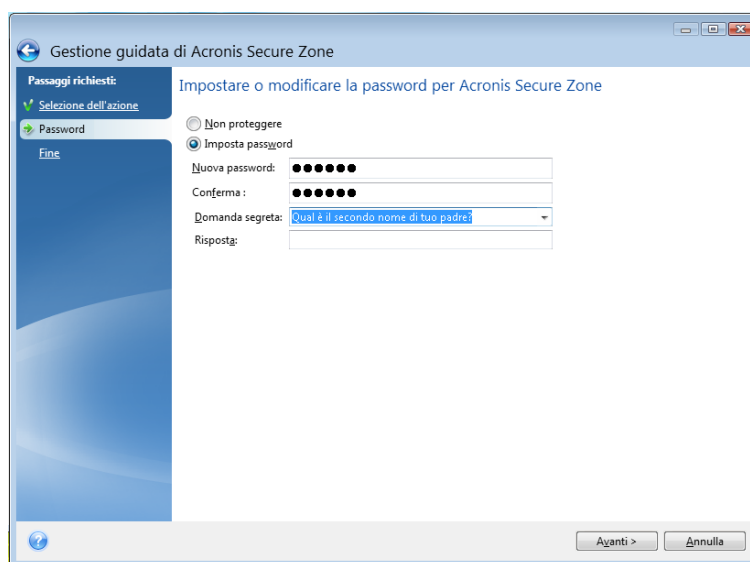 Gestione guidata di Acronis Secure Zone
Passaggi richiesti:
Selezione dell'azione
Password
Fine
Impostare o modificare la password per Acronis Secure Zone
Non proteggere
Imposta password
Nuova password: ●●●●●●
Conferma : ●●●●●●
Domanda segreta: Qual è il secondo nome di tuo padre?
Risposta:
? Avanti > Annulla